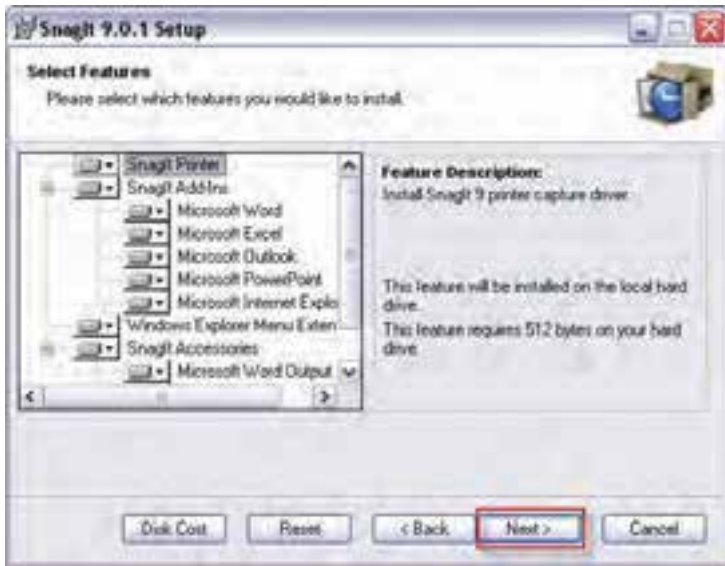 SnagIt 9.0.1 Setup
Select Features
Please select which features you would like to install.
SnagIt Printer
SnagIt Add-Ins
Microsoft Word
Microsoft Excel
Microsoft Outlook
Microsoft PowerPoint
Microsoft Internet Explo
Windows Explorer Menu Exten
SnagIt Accessories
Microsoft Word Output
Feature Description:
Install SnagIt 9 printer capture driver
This feature will be installed on the local hard
drive.
This feature requires 512 bytes on your hard
drive.
Disk Cost
Reset
< Back
Next >
Cancel